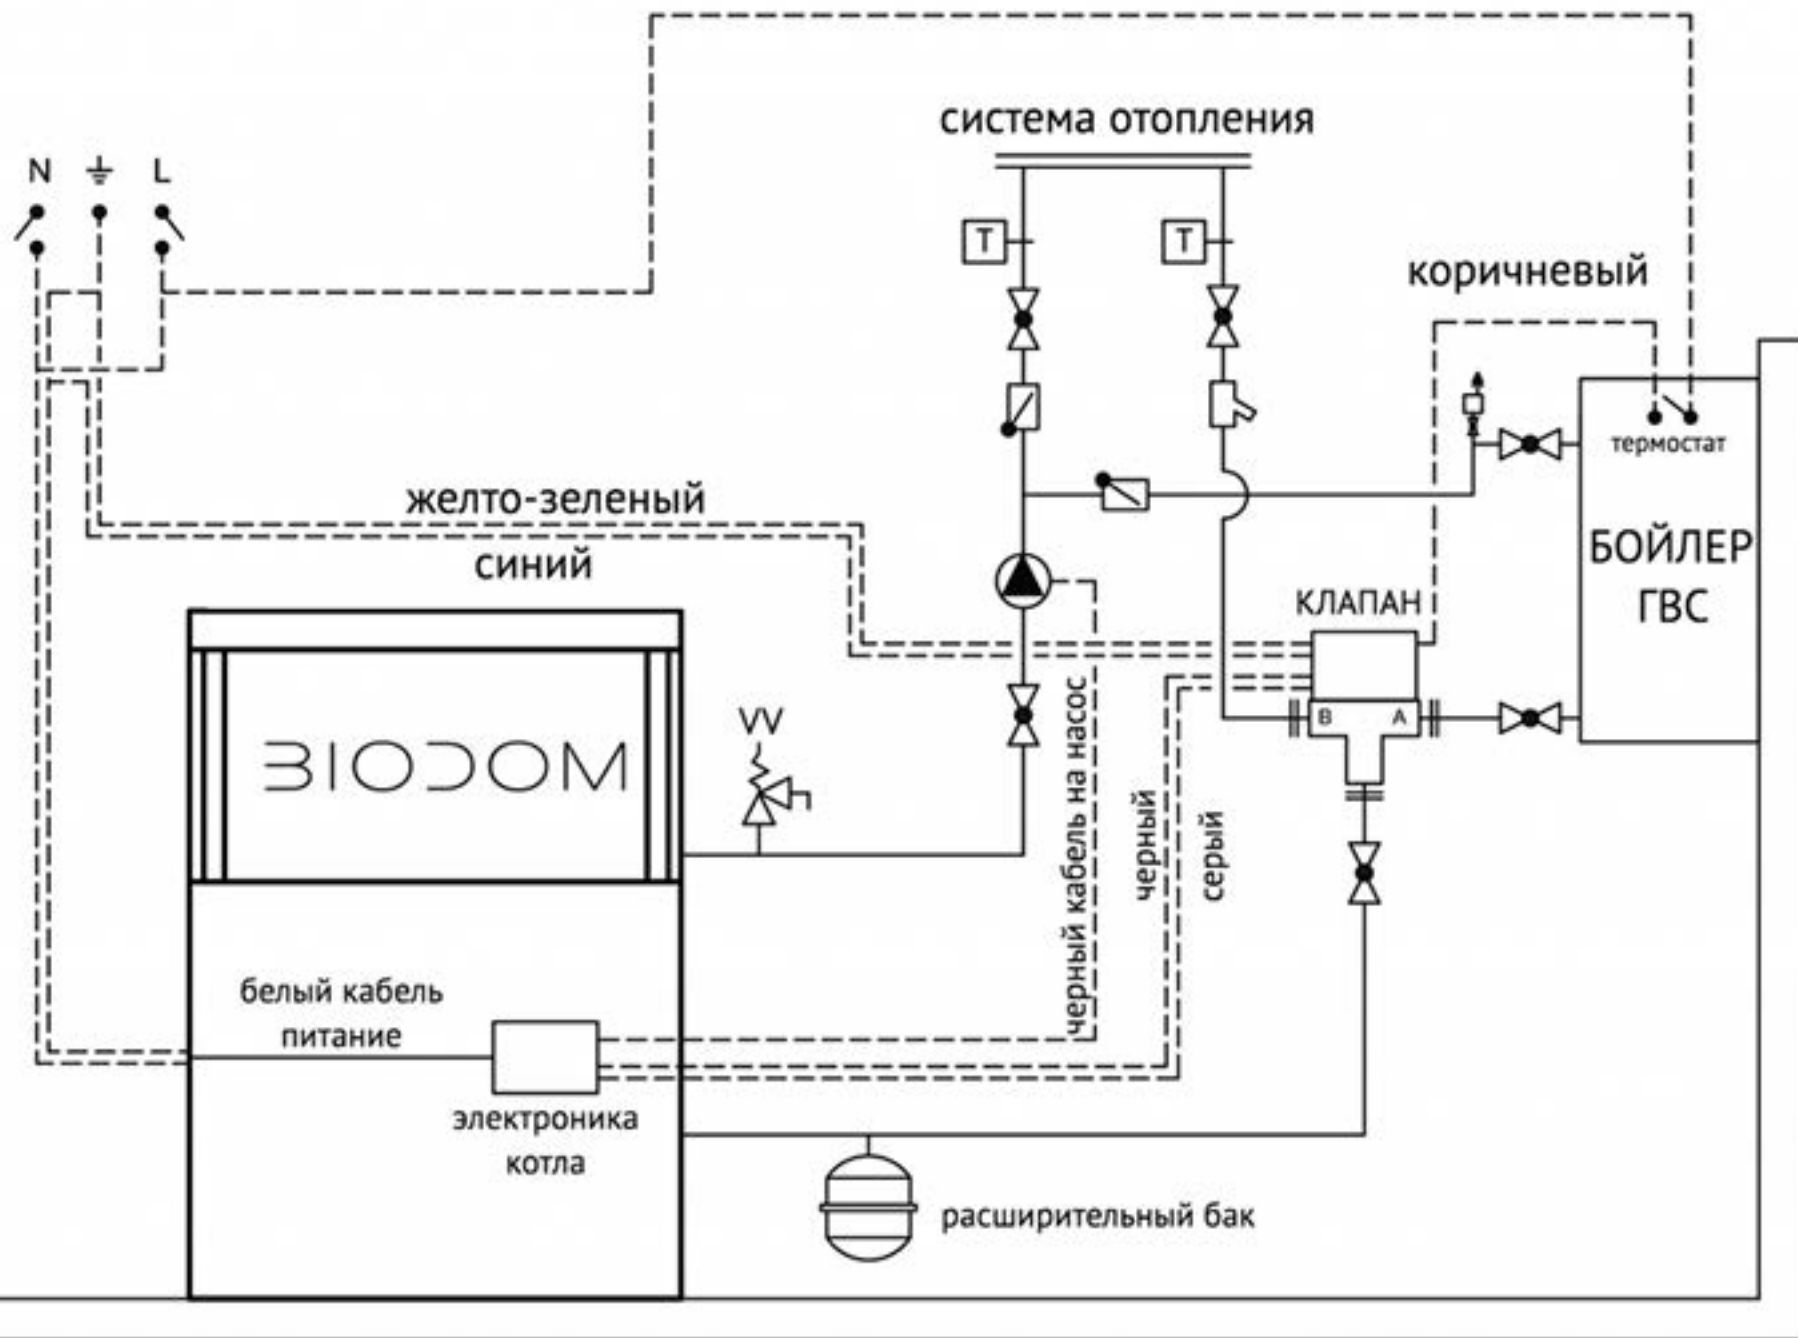 система отопления
N L
T T
коричневый
термостат
желто-зеленый
синий
БОЙЛЕР
ГВС
КЛАПАН
B A
VV
BIODOM
черный кабель на насос
черный
серый
белый кабель
питание
электроника
котла
расширительный бак